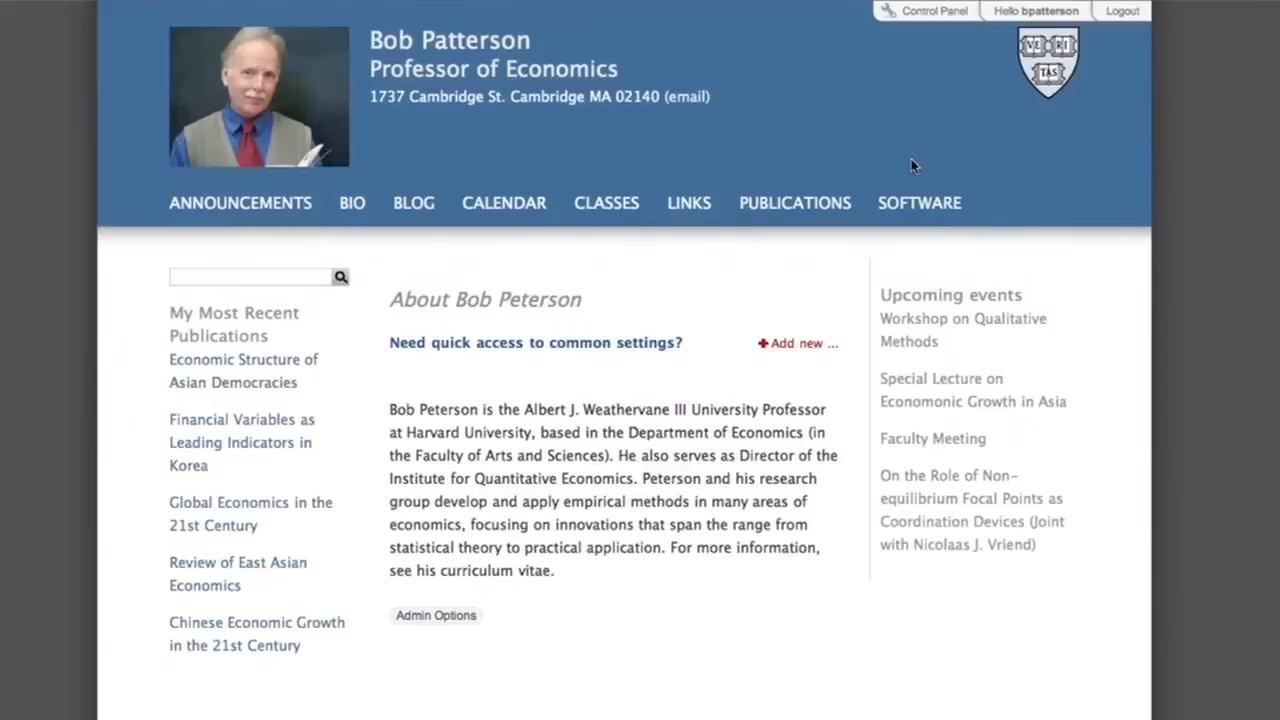 Control Panel
Hello bpatterson
Logout
Bob Patterson
Professor of Economics
1737 Cambridge St. Cambridge MA 02140 (email)
VE RI
TAS
ANNOUNCEMENTS BIO BLOG CALENDAR CLASSES LINKS PUBLICATIONS SOFTWARE
My Most Recent
Publications
Economic Structure of
Asian Democracies
Financial Variables as
Leading Indicators in
Korea
Global Economics in the
21st Century
Review of East Asian
Economics
Chinese Economic Growth
in the 21st Century
About Bob Peterson
Need quick access to common settings?
Add new ...
Bob Peterson is the Albert J. Weathervane III University Professor
at Harvard University, based in the Department of Economics (in
the Faculty of Arts and Sciences). He also serves as Director of the
Institute for Quantitative Economics. Peterson and his research
group develop and apply empirical methods in many areas of
economics, focusing on innovations that span the range from
statistical theory to practical application. For more information,
see his curriculum vitae.
Admin Options
Upcoming events
Workshop on Qualitative
Methods
Special Lecture on
Economonic Growth in Asia
Faculty Meeting
On the Role of Non-
equilibrium Focal Points as
Coordination Devices (Joint
with Nicolaas J. Vriend)